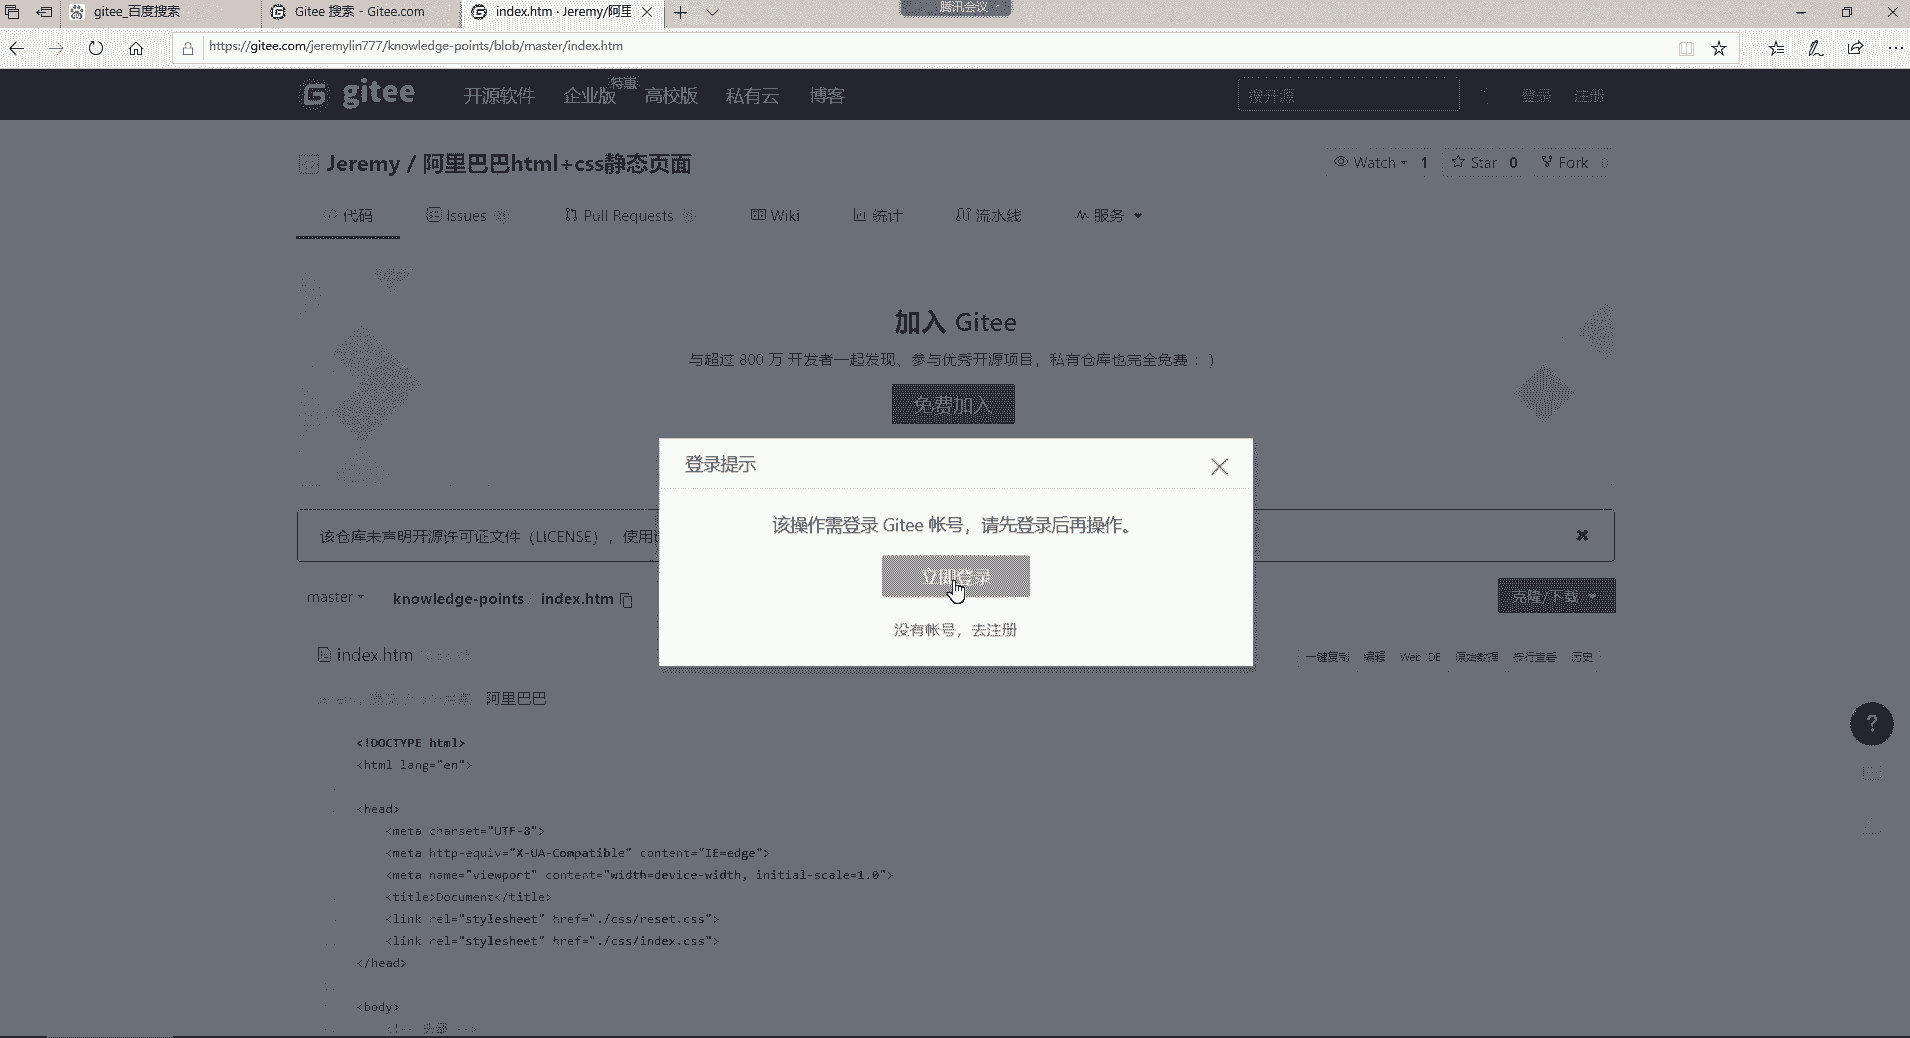 gitee_百度搜索
Gitee 搜索 - Gitee.com
index.htm · Jeremy/阿里
腾讯会议
https://gitee.com/jeremylin777/knowledge-points/blob/master/index.htm
gitee
开源软件
企业版
特惠
高校版
私有云
博客
搜开源
登录
注册
Jeremy / 阿里巴巴html+css静态页面
Watch 1
Star 0
Fork 0
代码
Issues
Pull Requests
Wiki
统计
流水线
服务
加入 Gitee
与超过 800 万 开发者一起发现、参与优秀开源项目，私有仓库也完全免费 ：）
免费加入
登录提示
该操作需登录 Gitee 帐号，请先登录后再操作。
立即登录
没有帐号，去注册
该仓库未声明开源许可证文件（LICENSE），使用
master
knowledge-points / index.htm
克隆/下载
index.htm
一键复制
编辑
Web IDE
原始数据
按行查看
历史
阿里巴巴
<!DOCTYPE html>
<html lang="en">
<head>
<meta charset="UTF-8">
<meta http-equiv="X-UA-Compatible" content="IE=edge">
<meta name="viewport" content="width=device-width, initial-scale=1.0">
<title>Document</title>
<link rel="stylesheet" href="./css/reset.css">
<link rel="stylesheet" href="./css/index.css">
</head>
<body>
<!-- 头部 -->